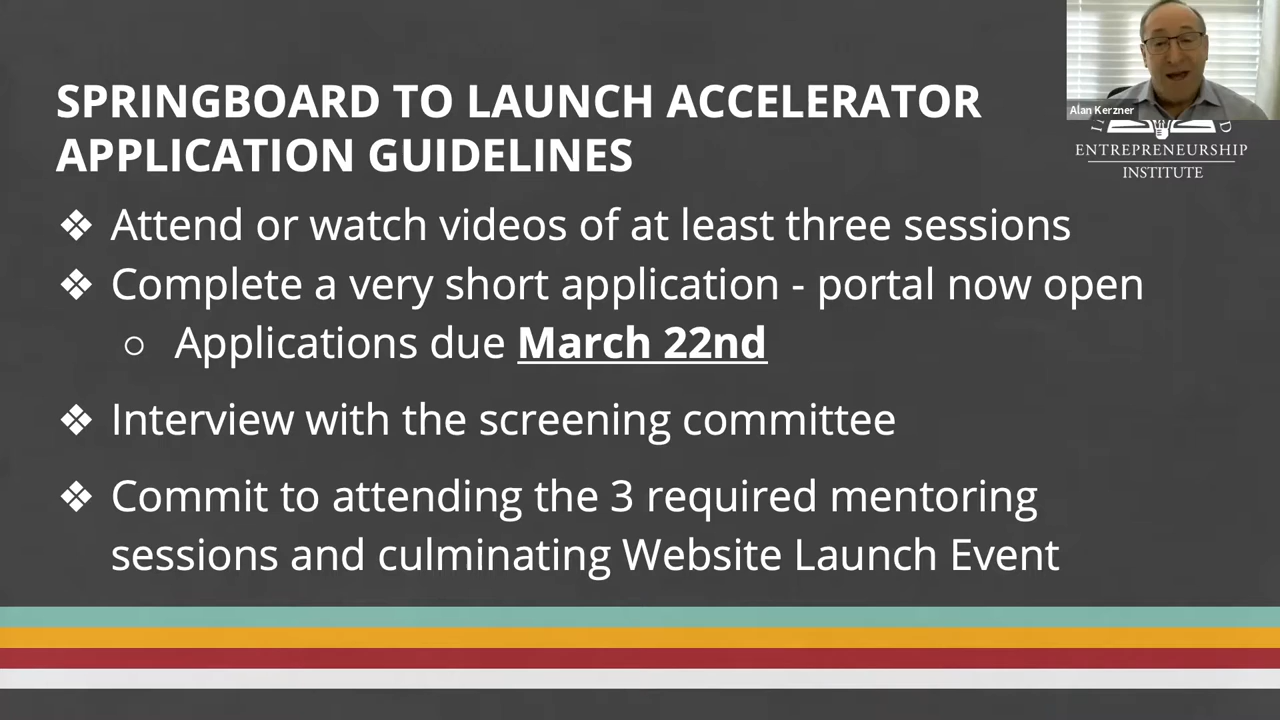 SPRINGBOARD TO LAUNCH ACCELERATOR
APPLICATION GUIDELINES
Alan Kerzner
ENTREPRENEURSHIP
INSTITUTE
❖ Attend or watch videos of at least three sessions
❖ Complete a very short application - portal now open
○ Applications due March 22nd
❖ Interview with the screening committee
❖ Commit to attending the 3 required mentoring
sessions and culminating Website Launch Event